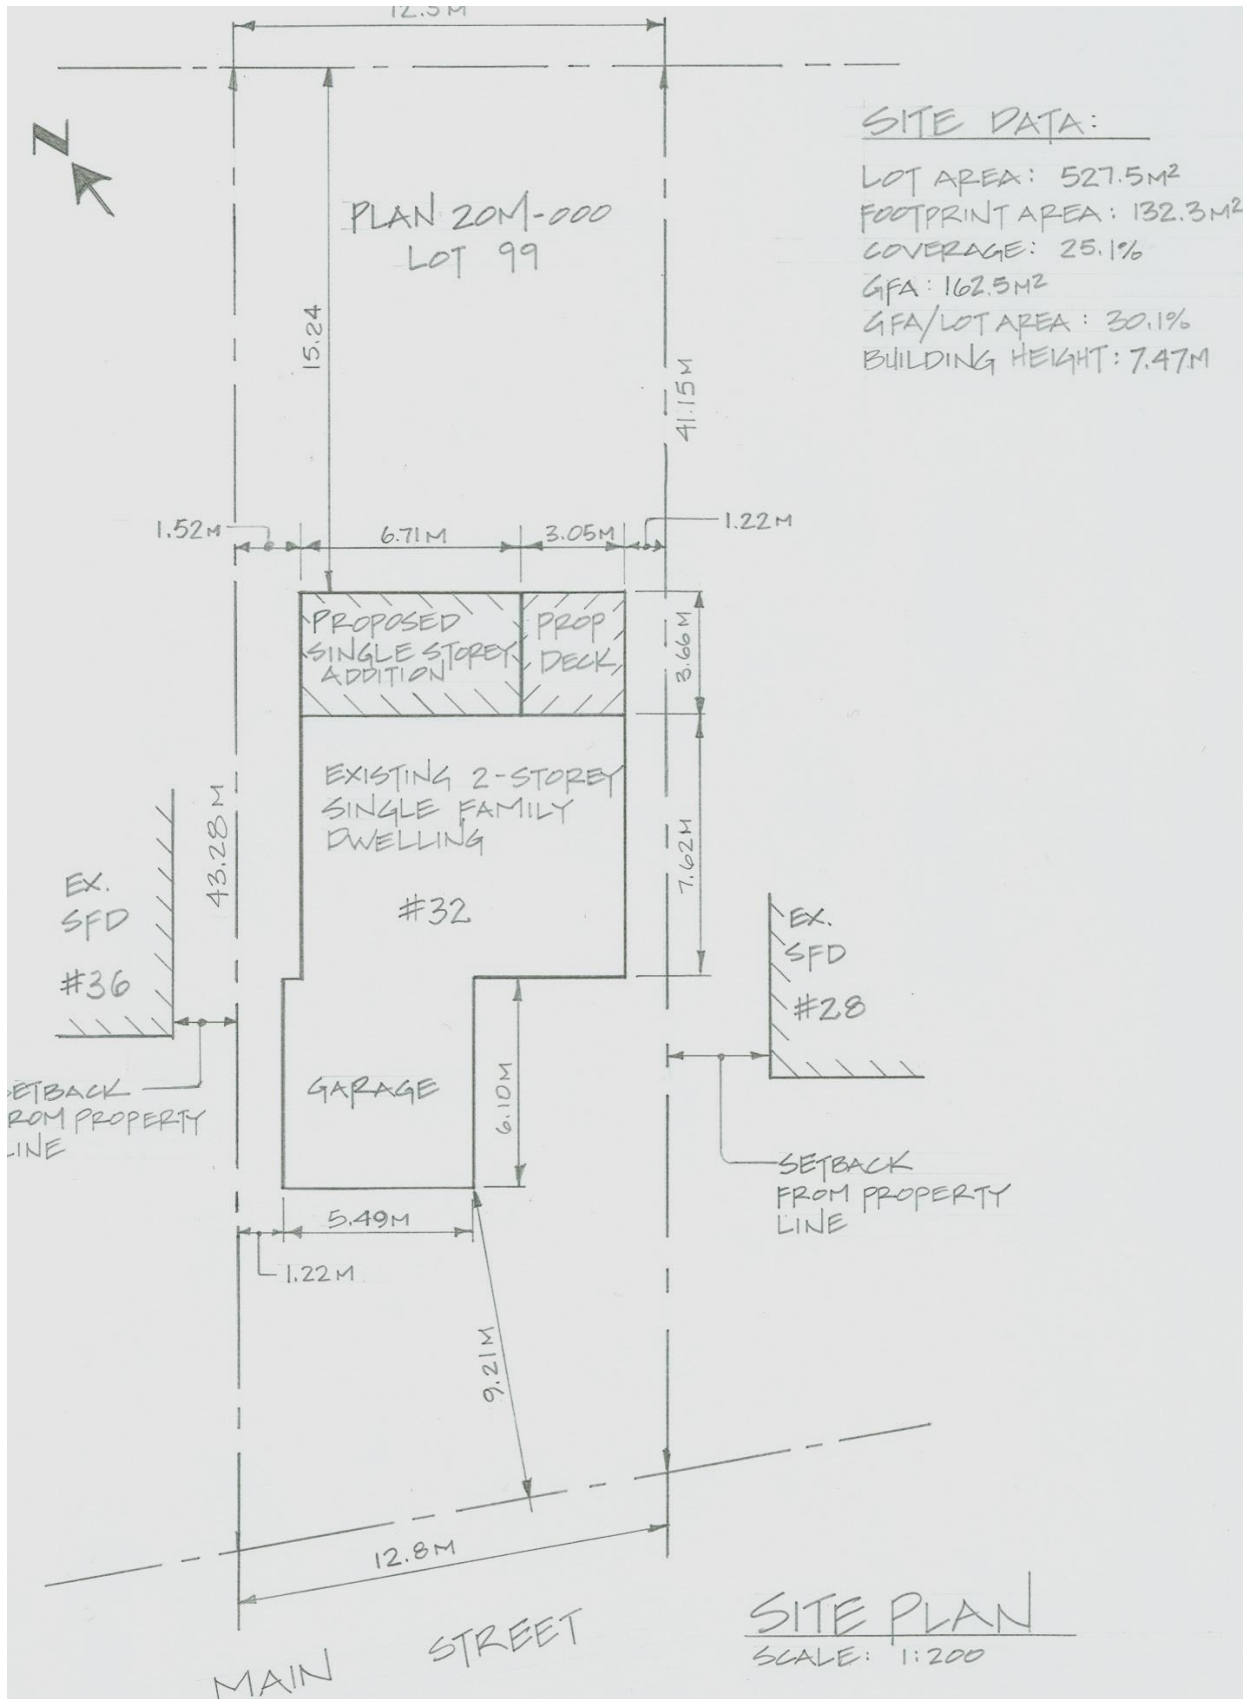 12.5M
N
SITE DATA:
LOT AREA: 527.5M²
FOOTPRINT AREA: 132.3M²
COVERAGE: 25.1%
GFA: 162.5M²
GFA/LOT AREA: 30.1%
BUILDING HEIGHT: 7.47M
PLAN 20M-000
LOT 99
15.24
41.15M
1.52M
6.71M
3.05M
1.22M
PROPOSED
SINGLE STOREY
ADDITION
PROP
DECK
3.66M
EXISTING 2-STOREY
SINGLE FAMILY
DWELLING
#32
7.62M
43.28M
EX.
SFD
#36
EX.
SFD
#28
GARAGE
6.10M
SETBACK
FROM PROPERTY
LINE
SETBACK
FROM PROPERTY
LINE
5.49M
1.22M
9.21M
12.8M
MAIN STREET
SITE PLAN
SCALE: 1:200